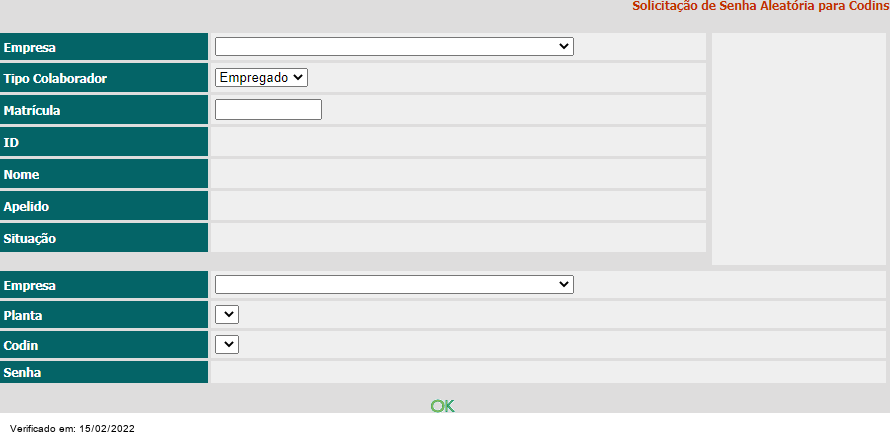 Solicitação de Senha Aleatória para Codins
Empresa
Tipo Colaborador Empregado
Matrícula
ID
Nome
Apelido
Situação
Empresa
Planta
Codin
Senha
OK
Verificado em: 15/02/2022